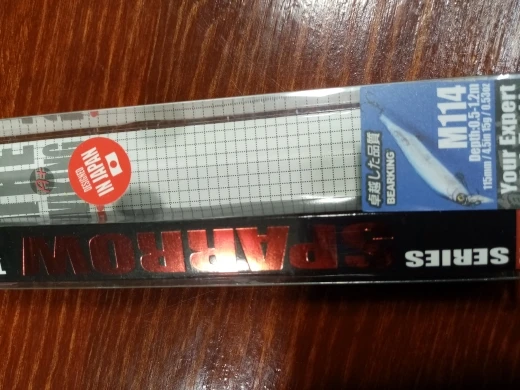 DESIGNED
IN JAPAN
卓越した品質
BEARKING
M114
Depth:0.5-1.2m
115mm / 4.5in 15g / 0.53oz
Your Expert
SPARROW
SERIES